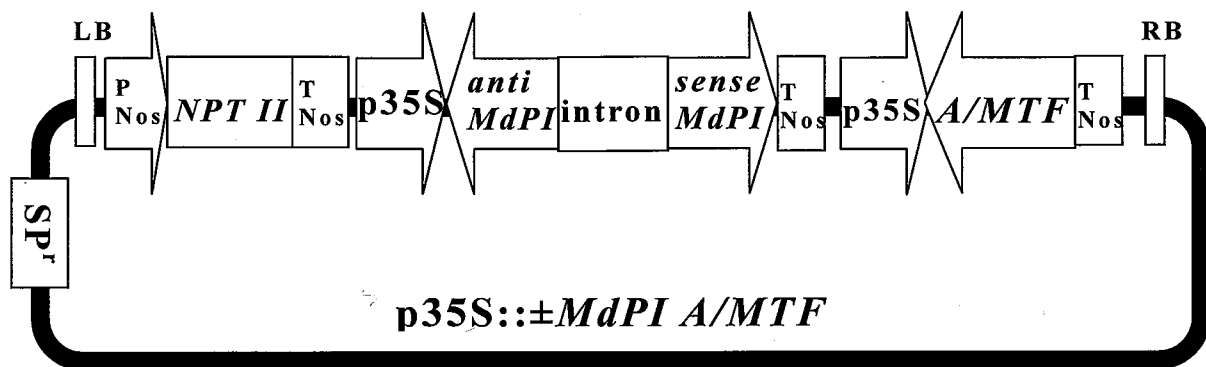 LB
RB
P
Nos
NPT II
T
Nos
p35S
anti
MdPI
intron
sense
MdPI
T
Nos
p35S
A/MTF
T
Nos
SPʳ
p35S::±MdPI A/MTF